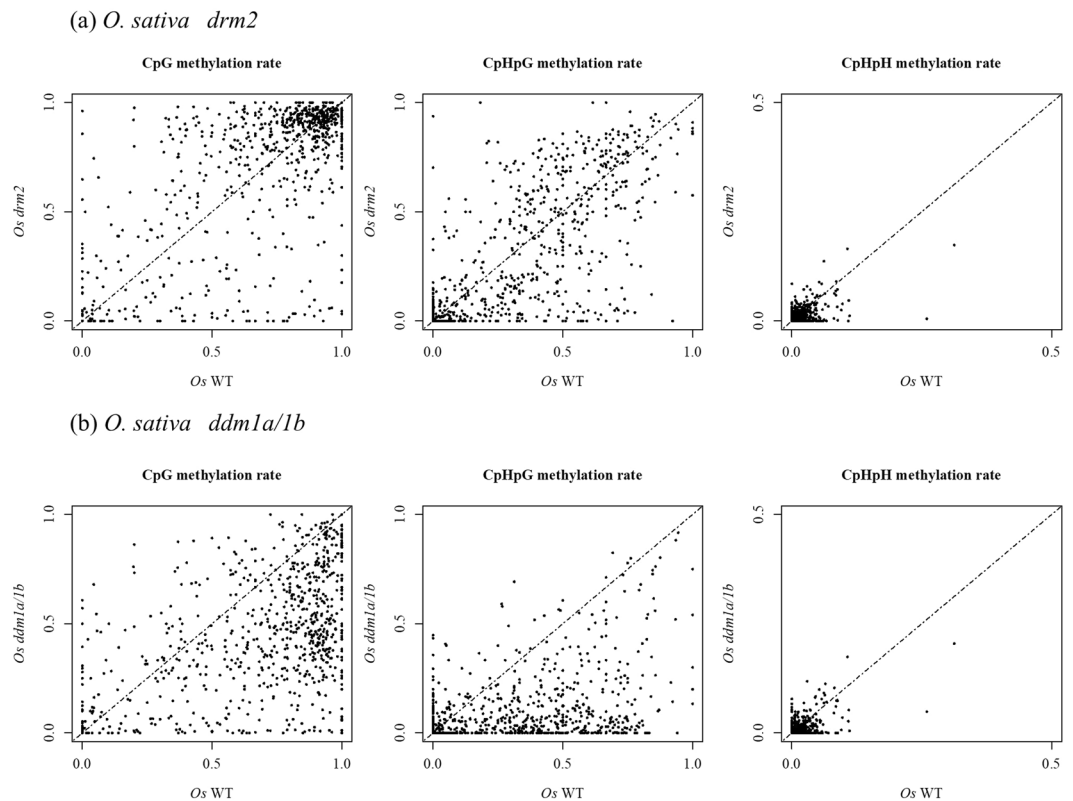 (a) O. sativa drm2
CpG methylation rate
CpHpG methylation rate
CpHpH methylation rate
1.0
0.5
0.0
Os drm2
0.0 0.5 1.0
Os WT
1.0
0.5
0.0
Os drm2
0.0 0.5 1.0
Os WT
0.5
0.0
Os drm2
0.0 0.5
Os WT
(b) O. sativa ddm1a/1b
CpG methylation rate
CpHpG methylation rate
CpHpH methylation rate
1.0
0.5
0.0
Os ddm1a/1b
0.0 0.5 1.0
Os WT
1.0
0.5
0.0
Os ddm1a/1b
0.0 0.5 1.0
Os WT
0.5
0.0
Os ddm1a/1b
0.0 0.5
Os WT